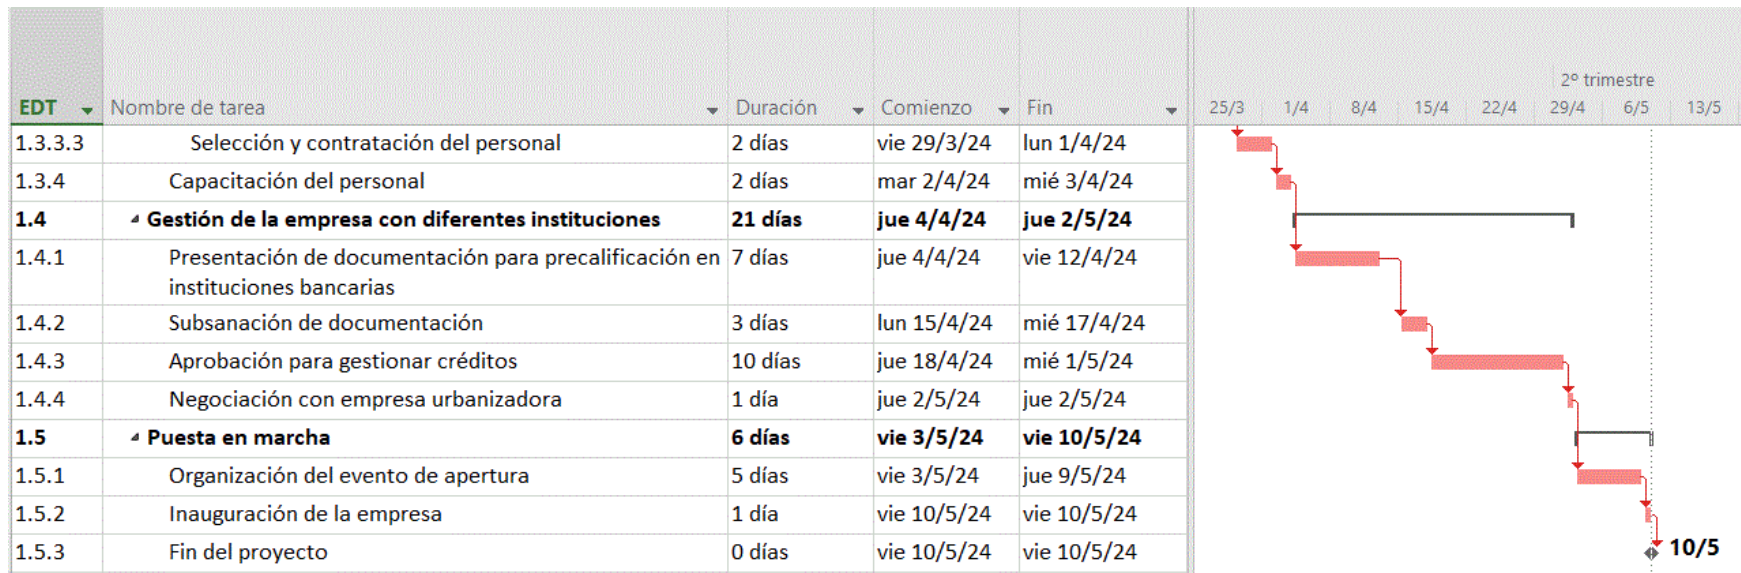 2º trimestre
EDT Nombre de tarea Duración Comienzo Fin 25/3 1/4 8/4 15/4 22/4 29/4 6/5 13/5
1.3.3.3 Selección y contratación del personal 2 días vie 29/3/24 lun 1/4/24
1.3.4 Capacitación del personal 2 días mar 2/4/24 mié 3/4/24
1.4 Gestión de la empresa con diferentes instituciones 21 días jue 4/4/24 jue 2/5/24
1.4.1 Presentación de documentación para precalificación en 7 días jue 4/4/24 vie 12/4/24
instituciones bancarias
1.4.2 Subsanación de documentación 3 días lun 15/4/24 mié 17/4/24
1.4.3 Aprobación para gestionar créditos 10 días jue 18/4/24 mié 1/5/24
1.4.4 Negociación con empresa urbanizadora 1 día jue 2/5/24 jue 2/5/24
1.5 Puesta en marcha 6 días vie 3/5/24 vie 10/5/24
1.5.1 Organización del evento de apertura 5 días vie 3/5/24 jue 9/5/24
1.5.2 Inauguración de la empresa 1 día vie 10/5/24 vie 10/5/24
1.5.3 Fin del proyecto 0 días vie 10/5/24 vie 10/5/24 10/5